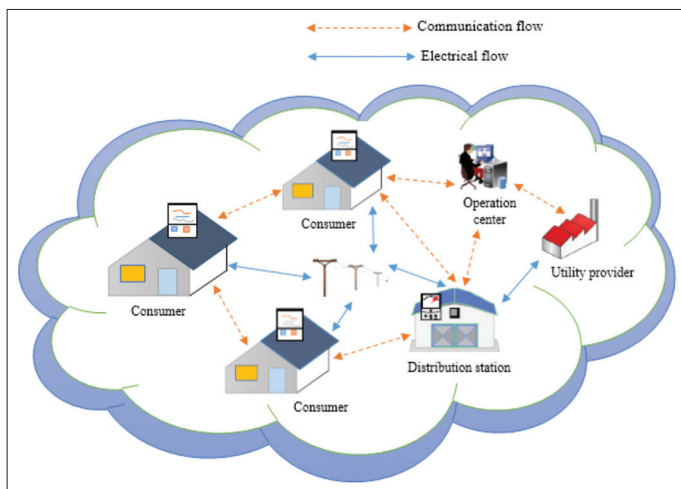 Communication flow
Electrical flow
Consumer
Operation
center
Utility provider
Consumer
Distribution station
Consumer